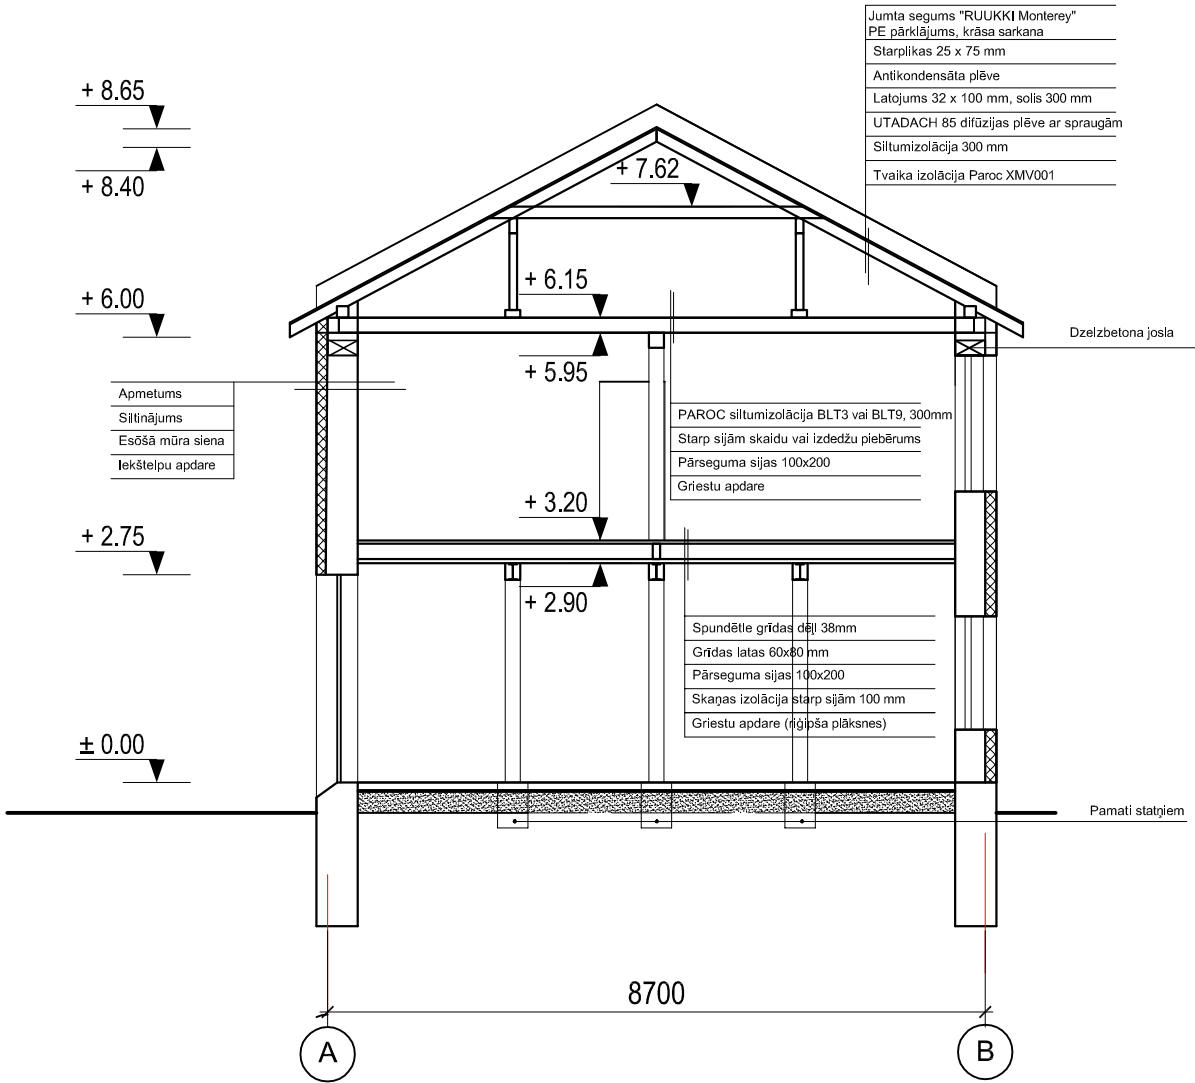 Jumta segums "RUUKKI Monterey"
PE pārklājums, krāsa sarkana
Starplikas 25 x 75 mm
Antikondensāta plēve
Latojums 32 x 100 mm, solis 300 mm
UTADACH 85 difūzijas plēve ar spraugām
Siltumizolācija 300 mm
Tvaika izolācija Paroc XMV001
+ 8.65
+ 8.40
+ 7.62
+ 6.15
+ 6.00
+ 5.95
Dzelzbetona josla
Apmetums
Siltinājums
Esōšā mūra siena
Iekštelpu apdare
PAROC siltumizolācija BLT3 vai BLT9, 300mm
Starp sijām skaidu vai izdedžu piebērums
Pārseguma sijas 100x200
Griestu apdare
+ 3.20
+ 2.75
+ 2.90
Spundētle grīdas dēļl 38mm
Grīdas latas 60x80 mm
Pārseguma sijas 100x200
Skaņas izolācija starp sijām 100 mm
Griestu apdare (riģipša plāksnes)
± 0.00
Pamati statņiem
8700
A
B